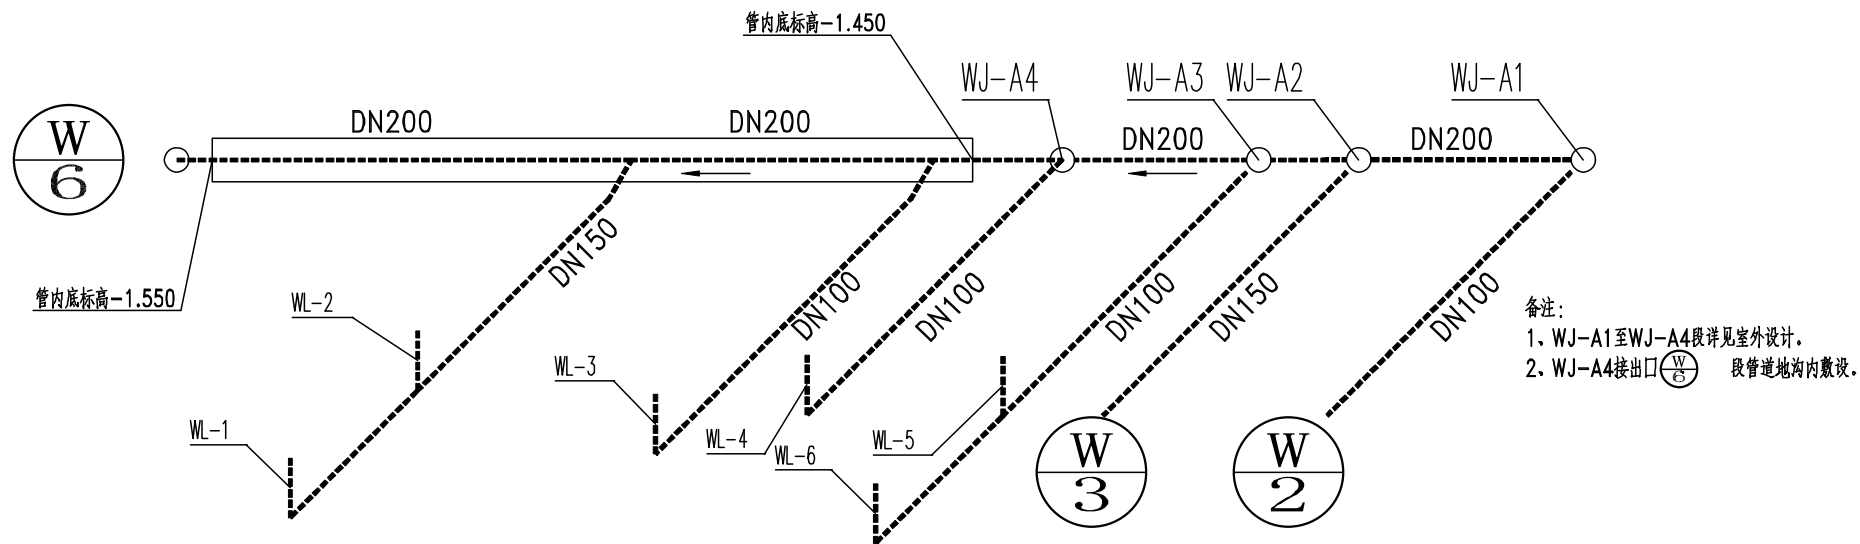 管内底标高-1.450
WJ-A4
WJ-A3
WJ-A2
WJ-A1
W
6
DN200
DN200
DN200
DN200
DN150
DN100
DN100
DN100
DN150
DN100
管内底标高-1.550
WL-2
WL-3
WL-1
WL-4
WL-6
WL-5
W
3
W
2
备注:
1、WJ-A1至WJ-A4段详见室外设计。
2、WJ-A4接出口 W 6 段管道地沟内敷设。